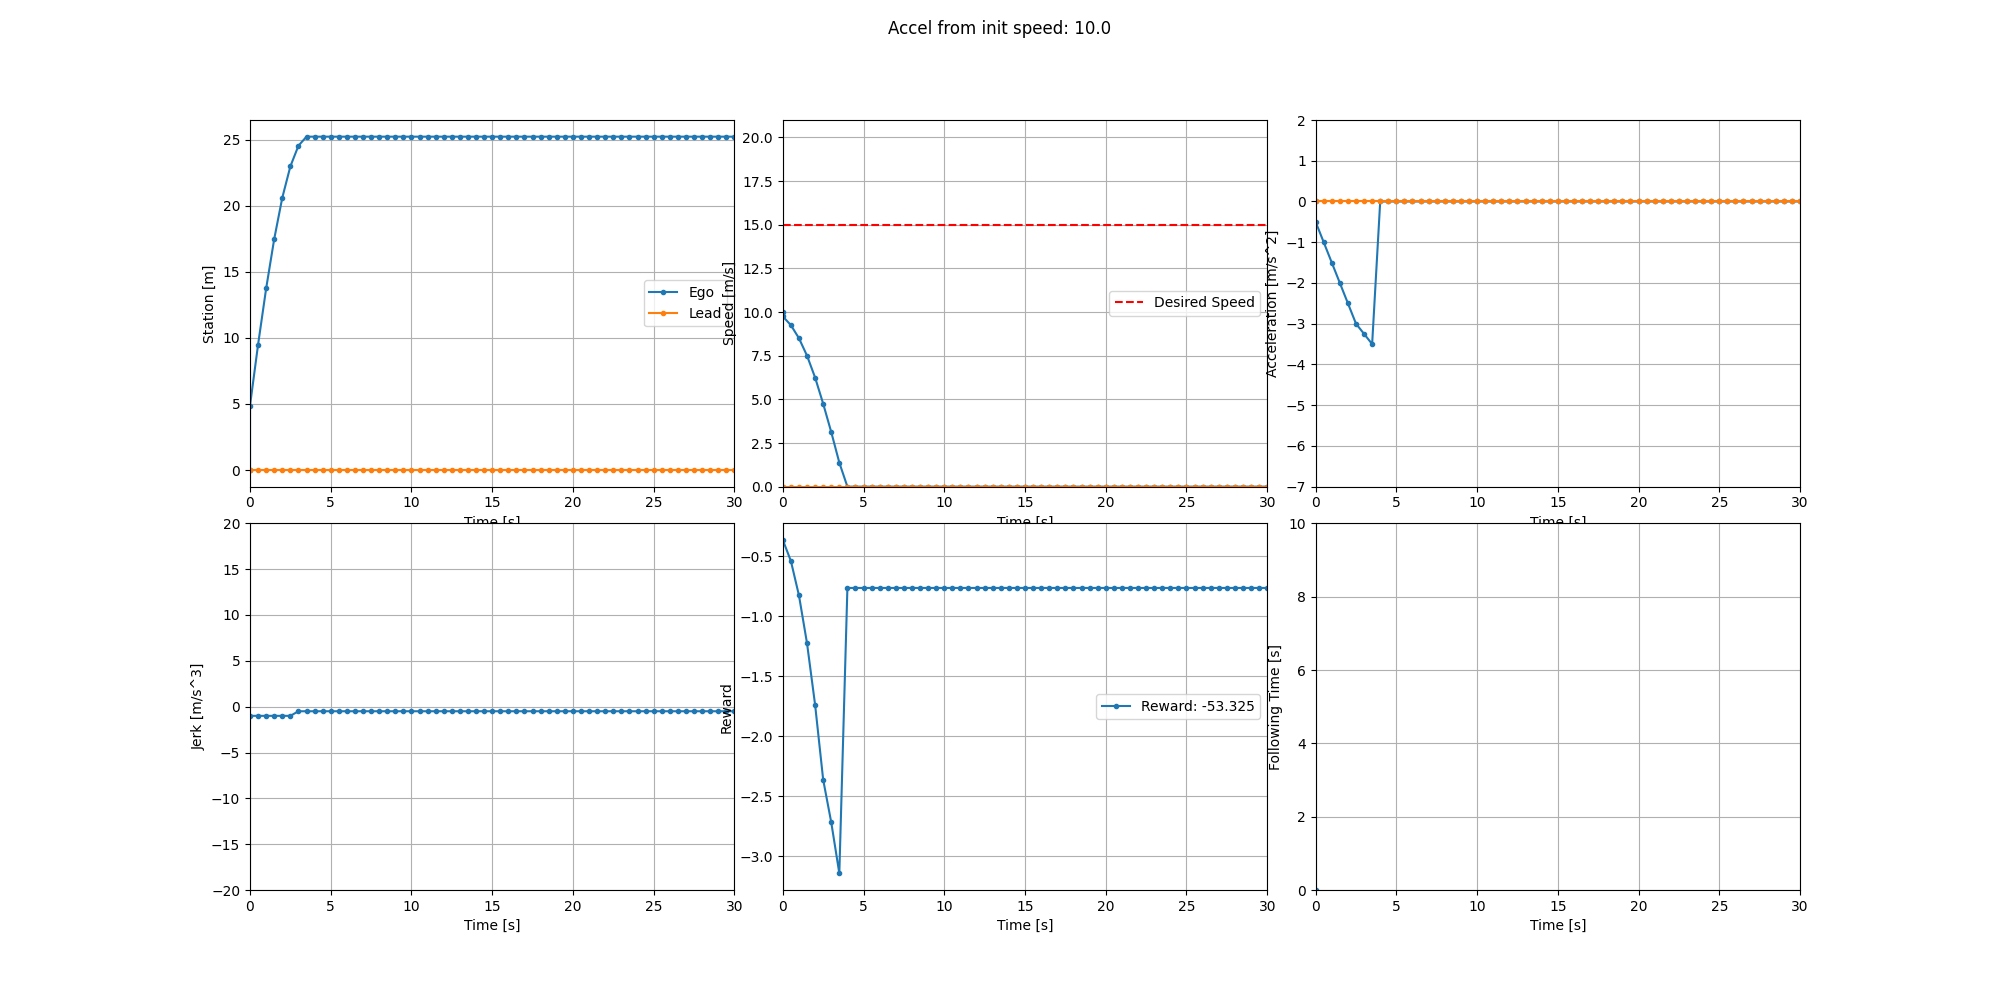 Accel from init speed: 10.0
Station [m]
25
20
15
10
5
0
Ego
Lead
0 5 10 15 20 25 30
Time [s]
Speed [m/s]
20.0
17.5
15.0
12.5
10.0
7.5
5.0
2.5
0.0
Desired Speed
0 5 10 15 20 25 30
Time [s]
Acceleration [m/s^2]
2
1
0
−1
−2
−3
−4
−5
−6
−7
0 5 10 15 20 25 30
Time [s]
Jerk [m/s^3]
20
15
10
5
0
−5
−10
−15
−20
0 5 10 15 20 25 30
Time [s]
Reward
−0.5
−1.0
−1.5
−2.0
−2.5
−3.0
Reward: -53.325
0 5 10 15 20 25 30
Time [s]
Following Time [s]
10
8
6
4
2
0
0 5 10 15 20 25 30
Time [s]